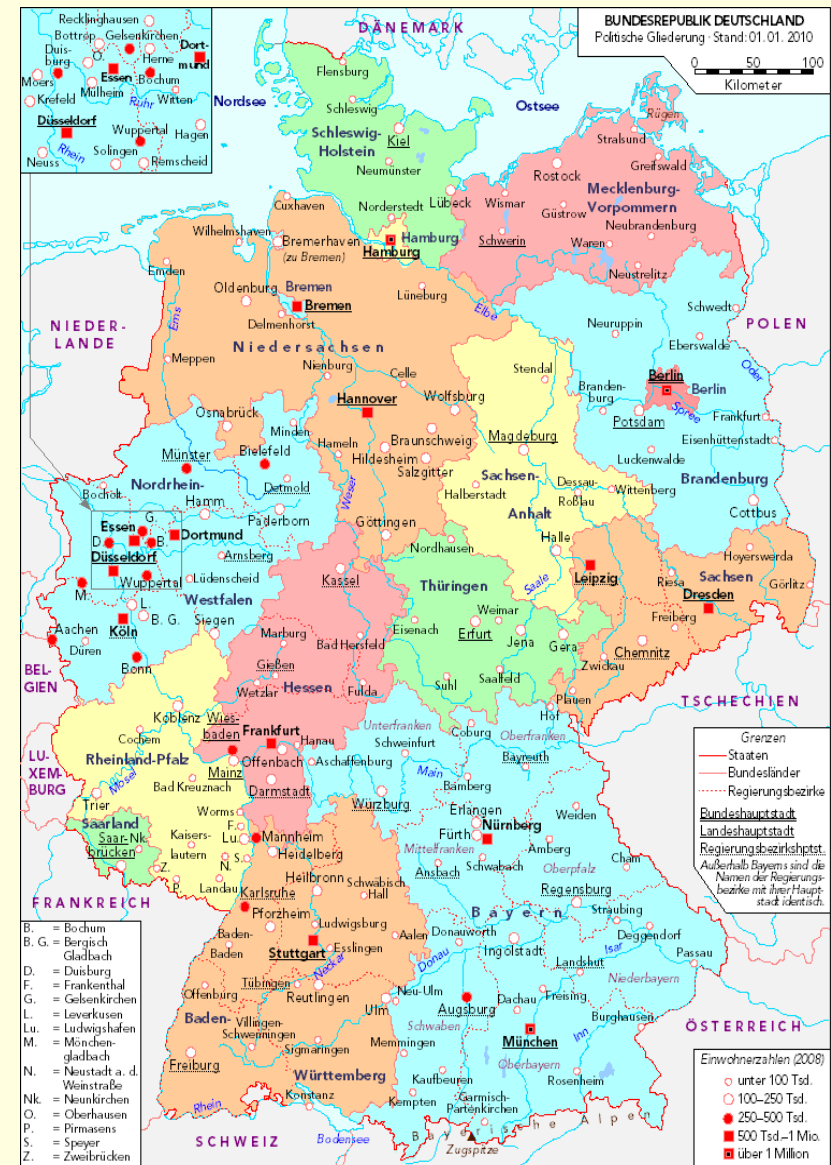 BUNDESREPUBLIK DEUTSCHLAND
Politische Gliederung · Stand: 01. 01. 2010
0 50 100
Kilometer
Recklinghausen
Bottrop
Gelsenkirchen
Duis-
burg
O.
Herne
Dort-
mund
Essen
Bochum
Moers
Mülheim
Witten
Krefeld
Ruhr
Düsseldorf
Wuppertal
Hagen
Rhein
Solingen
Neuss
Remscheid
DÄNEMARK
Nordsee
Ostsee
Flensburg
Schleswig
Schleswig-
Holstein
Kiel
Neumünster
Norderstedt
Lübeck
Rügen
Stralsund
Greifswald
Rostock
Mecklenburg-
Vorpommern
Wismar
Güstrow
Schwerin
Neubrandenburg
Waren
Neustrelitz
Cuxhaven
Wilhelmshaven
Bremerhaven
(zu Bremen)
Hamburg
Hamburg
Emden
Oldenburg
Bremen
Bremen
Lüneburg
Elbe
Delmenhorst
NIEDER-
LANDE
Ems
Niedersachsen
Meppen
Nienburg
Celle
Hannover
Wolfsburg
Osnabrück
Minden
Braunschweig
Hameln
Hildesheim
Salzgitter
Weser
Göttingen
Neuruppin
Schwedt
Eberswalde
POLEN
Stendal
Berlin
Berlin
Oder
Branden-
burg
Potsdam
Spree
Frankfurt
Eisenhüttenstadt
Luckenwalde
Brandenburg
Cottbus
Magdeburg
Sachsen-
Anhalt
Halberstadt
Dessau-
Roßlau
Wittenberg
Halle
Saale
Münster
Bielefeld
Nordrhein-
Detmold
Bocholt
Hamm
Paderborn
Essen
G.
D.
B.
Dortmund
Düsseldorf
Arnsberg
Wuppertal
Lüdenscheid
M.
Westfalen
L.
B. G.
Köln
Siegen
Aachen
Düren
Bonn
Nordhausen
Kassel
Thüringen
Leipzig
Hoyerswerda
Riesa
Sachsen
Görlitz
Dresden
Weimar
Eisenach
Erfurt
Jena
Gera
Freiberg
Chemnitz
Zwickau
Suhl
Saalfeld
Plauen
Marburg
Bad Hersfeld
Gießen
Wetzlar
Hessen
Fulda
BEL-
GIEN
TSCHECHIEN
Koblenz
Wies-
baden
Frankfurt
Hanau
Cochem
Rheinland-Pfalz
Offenbach
Aschaffenburg
LU-
XEM-
BURG
Mosel
Mainz
Bad Kreuznach
Darmstadt
Trier
Worms
Saarland
F.
Lu.
Mannheim
Saar-
brücken
Nk.
Kaisers-
lautern
S.
N.
Heidelberg
Z.
P.
Landau
Hof
Coburg
Unterfranken
Oberfranken
Schweinfurt
Bayreuth
Main
Bamberg
Würzburg
Erlangen
Weiden
Fürth
Nürnberg
Mittelfranken
Amberg
Ansbach
Schwabach
Oberpfalz
Cham
Regensburg
Bayern
Straubing
Donauwörth
Deggendorf
Ingolstadt
Isar
Donau
Landshut
Passau
Niederbayern
Neu-Ulm
Augsburg
Dachau
Freising
Schwaben
München
Burghausen
Inn
Memmingen
Oberbayern
Kaufbeuren
Rosenheim
Kempten
Garmisch-
Partenkirchen
Bayerische Alpen
Zugspitze
FRANKREICH
Heilbronn
Karlsruhe
Schwäbisch
Hall
Pforzheim
Ludwigsburg
Baden-
Baden
Stuttgart
Esslingen
Aalen
Neckar
Tübingen
Offenburg
Reutlingen
Ulm
Baden-
Villingen-
Schwenningen
Sigmaringen
Freiburg
Württemberg
Konstanz
Rhein
Bodensee
SCHWEIZ
ÖSTERREICH
Grenzen
Staaten
Bundesländer
Regierungsbezirke
Bundeshauptstadt
Landeshauptstadt
Regierungsbezirkshptst.
Außerhalb Bayerns sind die
Namen der Regierungs-
bezirke mit ihrer Haupt-
stadt identisch.
B. = Bochum
B. G. = Bergisch
Gladbach
D. = Duisburg
F. = Frankenthal
G. = Gelsenkirchen
L. = Leverkusen
Lu. = Ludwigshafen
M. = Mönchen-
gladbach
N. = Neustadt a. d.
Weinstraße
Nk. = Neunkirchen
O. = Oberhausen
P. = Pirmasens
S. = Speyer
Z. = Zweibrücken
Einwohnerzahlen (2008)
unter 100 Tsd.
100–250 Tsd.
250–500 Tsd.
500 Tsd.–1 Mio.
über 1 Million